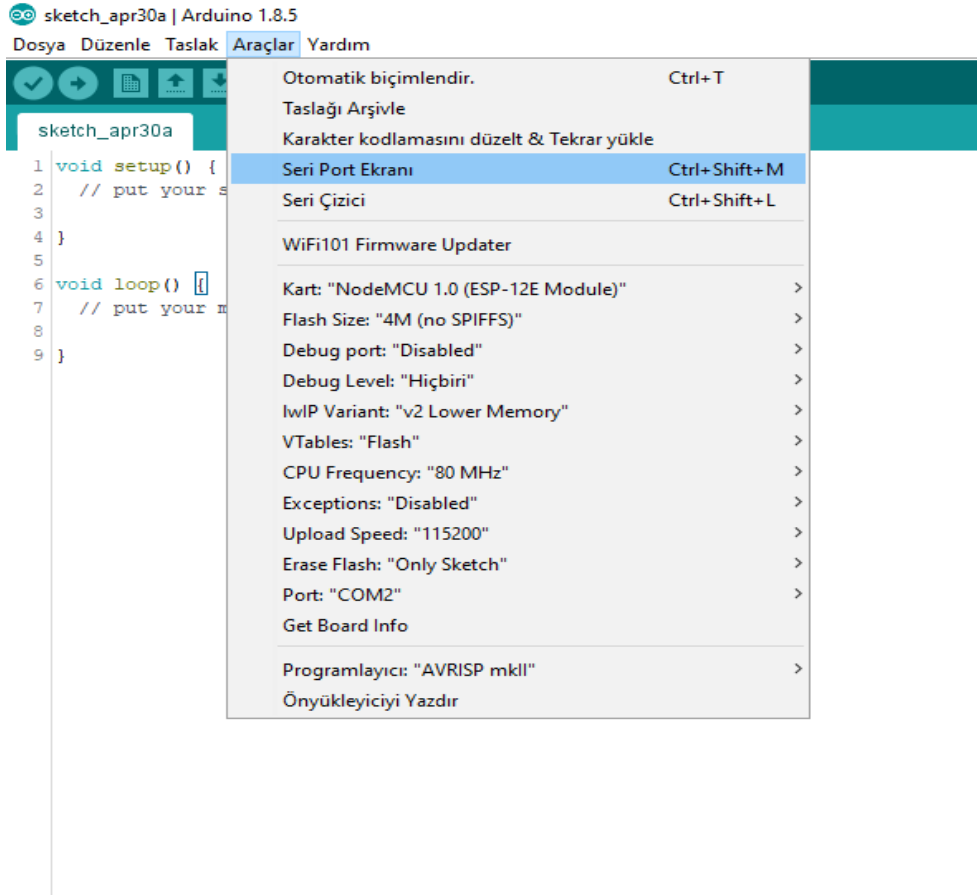 sketch_apr30a | Arduino 1.8.5
Dosya Düzenle Taslak Araçlar Yardım
sketch_apr30a
1 void setup() {
2 // put your s
3
4 }
5
6 void loop() {
7 // put your m
8
9 }
Otomatik biçimlendir. Ctrl+T
Taslağı Arşivle
Karakter kodlamasını düzelt & Tekrar yükle
Seri Port Ekranı Ctrl+Shift+M
Seri Çizici Ctrl+Shift+L
WiFi101 Firmware Updater
Kart: "NodeMCU 1.0 (ESP-12E Module)"
Flash Size: "4M (no SPIFFS)"
Debug port: "Disabled"
Debug Level: "Hiçbiri"
lwIP Variant: "v2 Lower Memory"
VTables: "Flash"
CPU Frequency: "80 MHz"
Exceptions: "Disabled"
Upload Speed: "115200"
Erase Flash: "Only Sketch"
Port: "COM2"
Get Board Info
Programlayıcı: "AVRISP mkII"
Önyükleyiciyi Yazdır